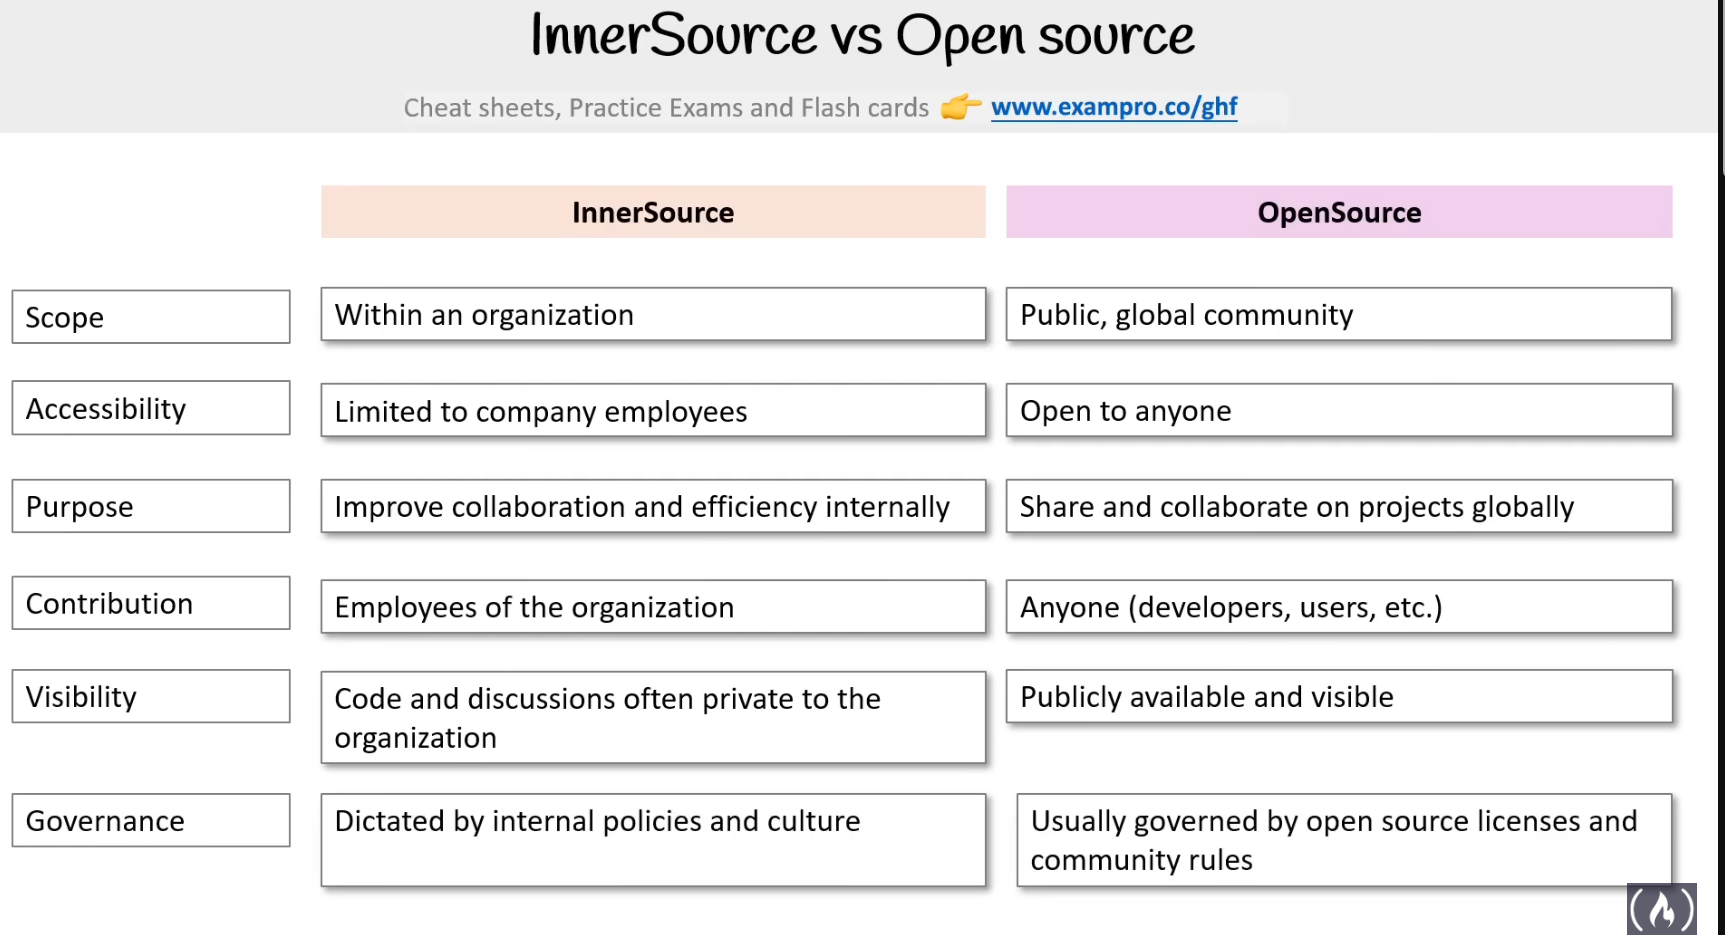 InnerSource vs Open source
Cheat sheets, Practice Exams and Flash cards 👉 www.exampro.co/ghf
InnerSource
OpenSource
Scope
Within an organization
Public, global community
Accessibility
Limited to company employees
Open to anyone
Purpose
Improve collaboration and efficiency internally
Share and collaborate on projects globally
Contribution
Employees of the organization
Anyone (developers, users, etc.)
Visibility
Code and discussions often private to the
organization
Publicly available and visible
Governance
Dictated by internal policies and culture
Usually governed by open source licenses and
community rules